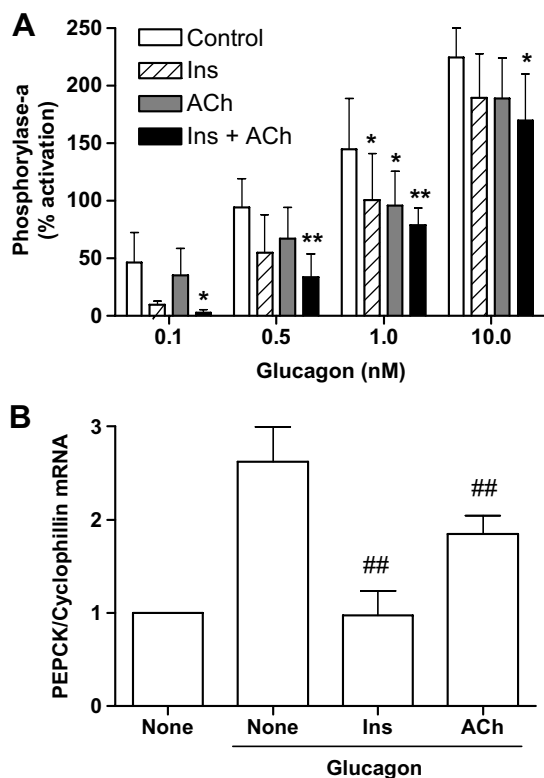 A
Control
Ins
ACh
Ins + ACh
Phosphorylase-a
(% activation)
250
200
150
100
50
0
*
**
*
*
**
*
0.1 0.5 1.0 10.0
Glucagon (nM)
B
PEPCK/Cyclophillin mRNA
3
2
1
0
##
##
None None Ins ACh
Glucagon